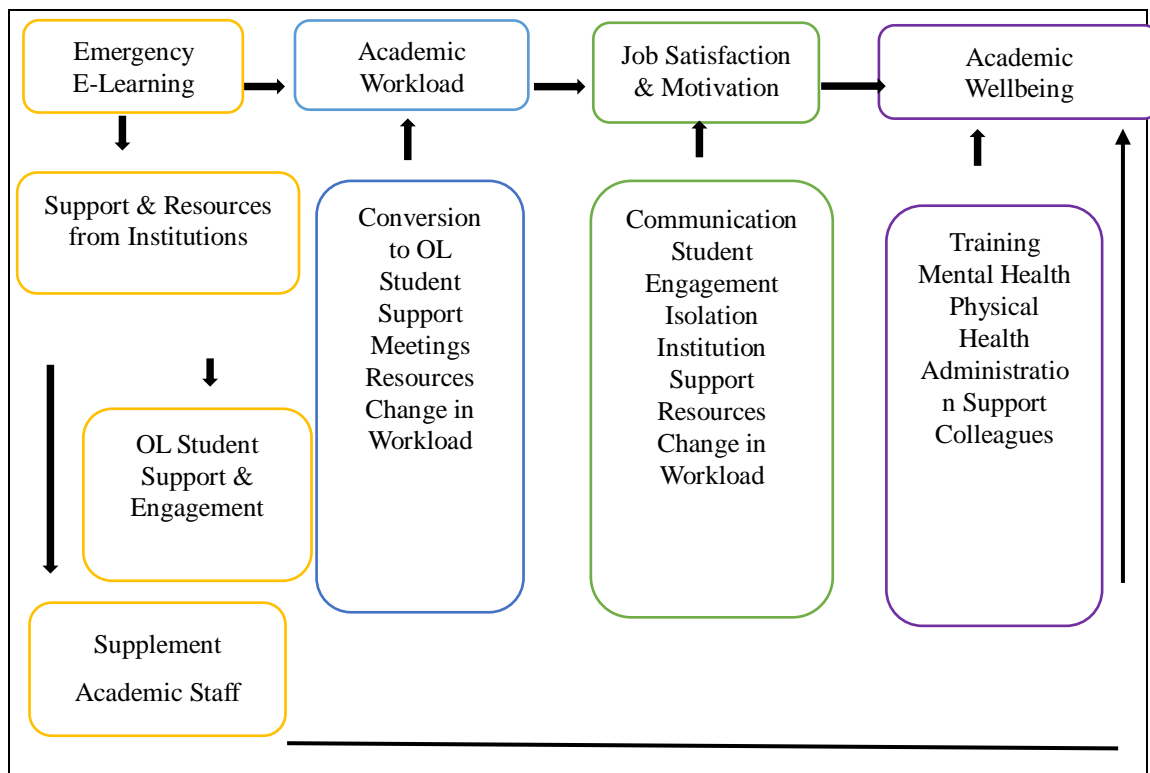 Emergency
E-Learning
Academic
Workload
Job Satisfaction
& Motivation
Academic
Wellbeing
Support & Resources
from Institutions
OL Student
Support &
Engagement
Supplement
Academic Staff
Conversion
to OL
Student
Support
Meetings
Resources
Change in
Workload
Communication
Student
Engagement
Isolation
Institution
Support
Resources
Change in
Workload
Training
Mental Health
Physical
Health
Administratio
n Support
Colleagues